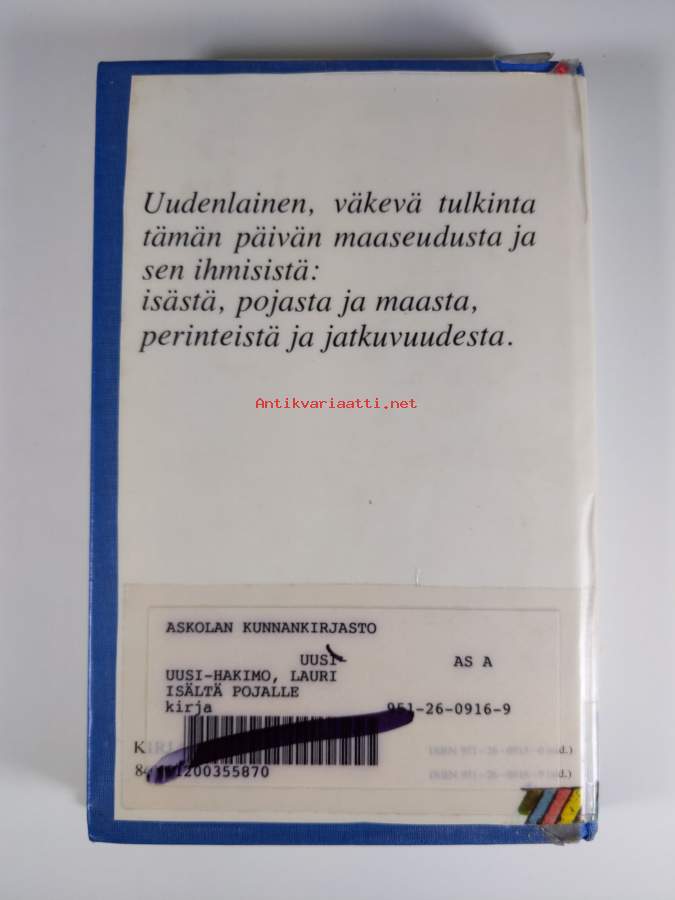 Uudenlainen, väkevä tulkinta
tämän päivän maaseudusta ja
sen ihmisistä:
isästä, pojasta ja maasta,
perinteistä ja jatkuvuudesta.
Antikvariaatti.net
ASKOLAN KUNNANKIRJASTO
UUSI AS A
UUSI-HAKIMO, LAURI
ISÄLTÄ POJALLE
kirja 951-26-0916-9
1200355870